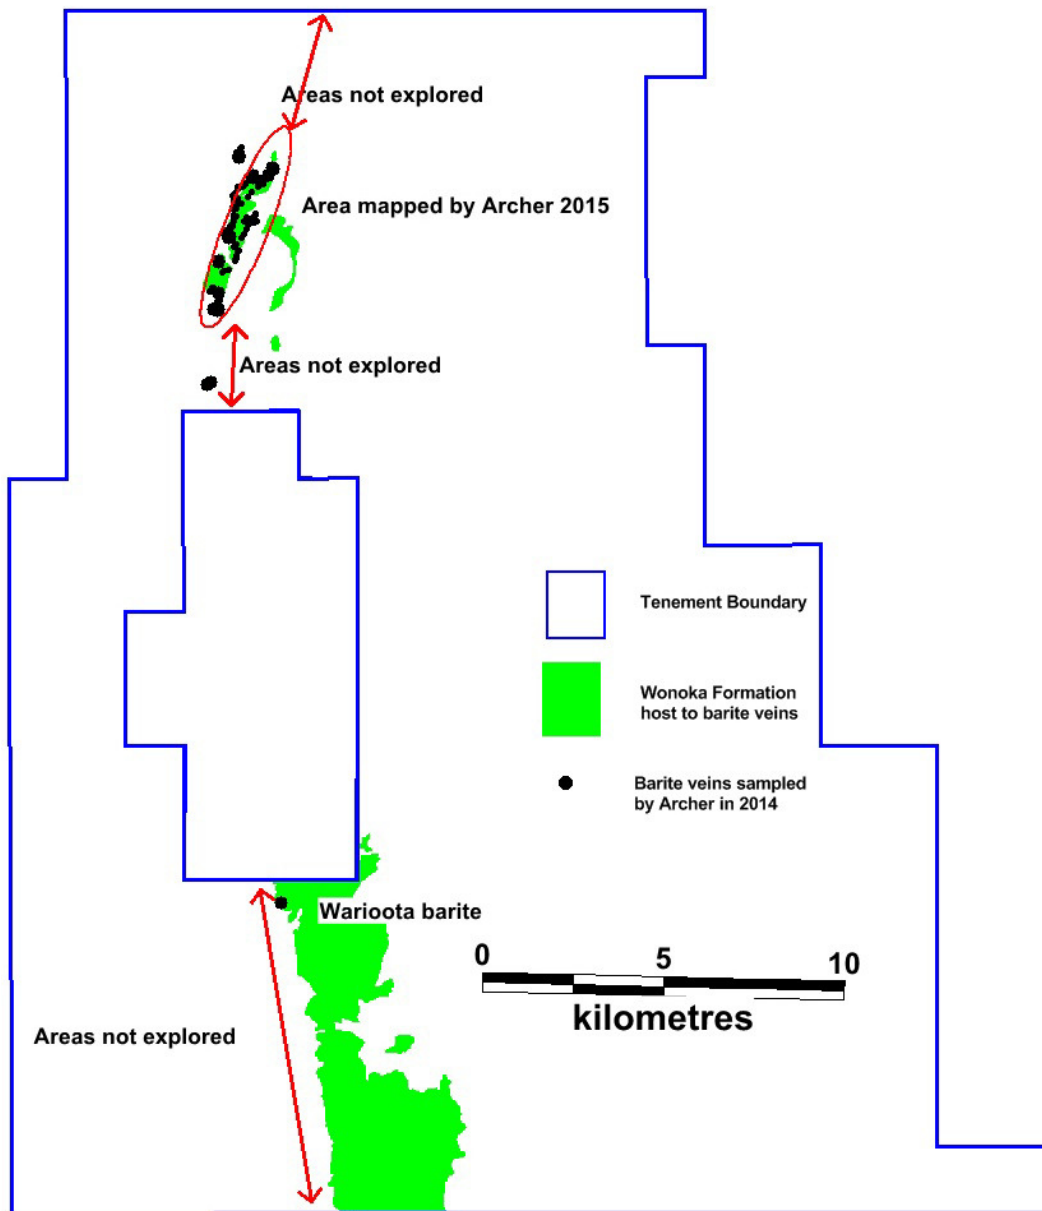 Areas not explored
Area mapped by Archer 2015
Areas not explored
Tenement Boundary
Wonoka Formation
host to barite veins
Barite veins sampled
by Archer in 2014
Warioota barite
0 5 10
kilometres
Areas not explored